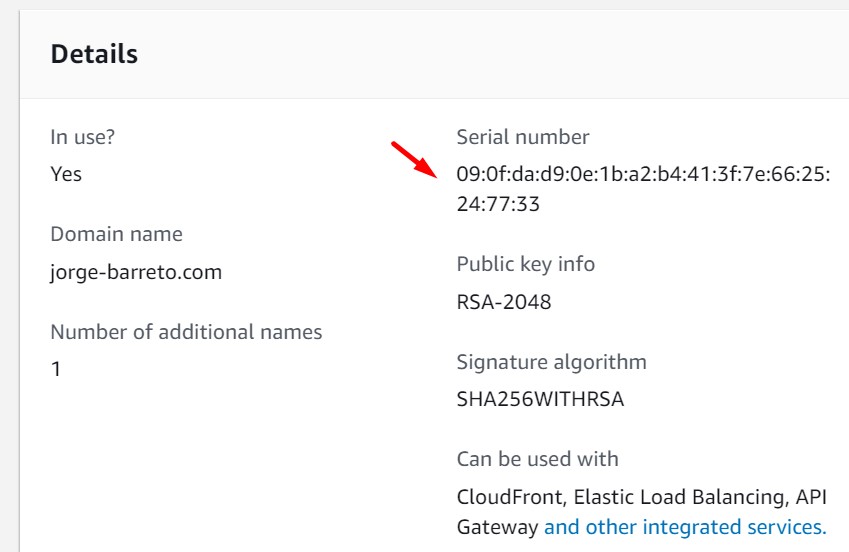 Details
In use?
Yes
Domain name
jorge-barreto.com
Number of additional names
1
Serial number
09:0f:da:d9:0e:1b:a2:b4:41:3f:7e:66:25:
24:77:33
Public key info
RSA-2048
Signature algorithm
SHA256WITHRSA
Can be used with
CloudFront, Elastic Load Balancing, API
Gateway and other integrated services.